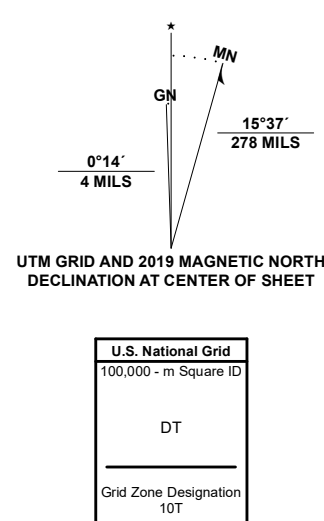 ★
MN
GN
15°37´
278 MILS
0°14´
4 MILS
UTM GRID AND 2019 MAGNETIC NORTH
DECLINATION AT CENTER OF SHEET
U.S. National Grid
100,000 - m Square ID
DT
Grid Zone Designation
10T